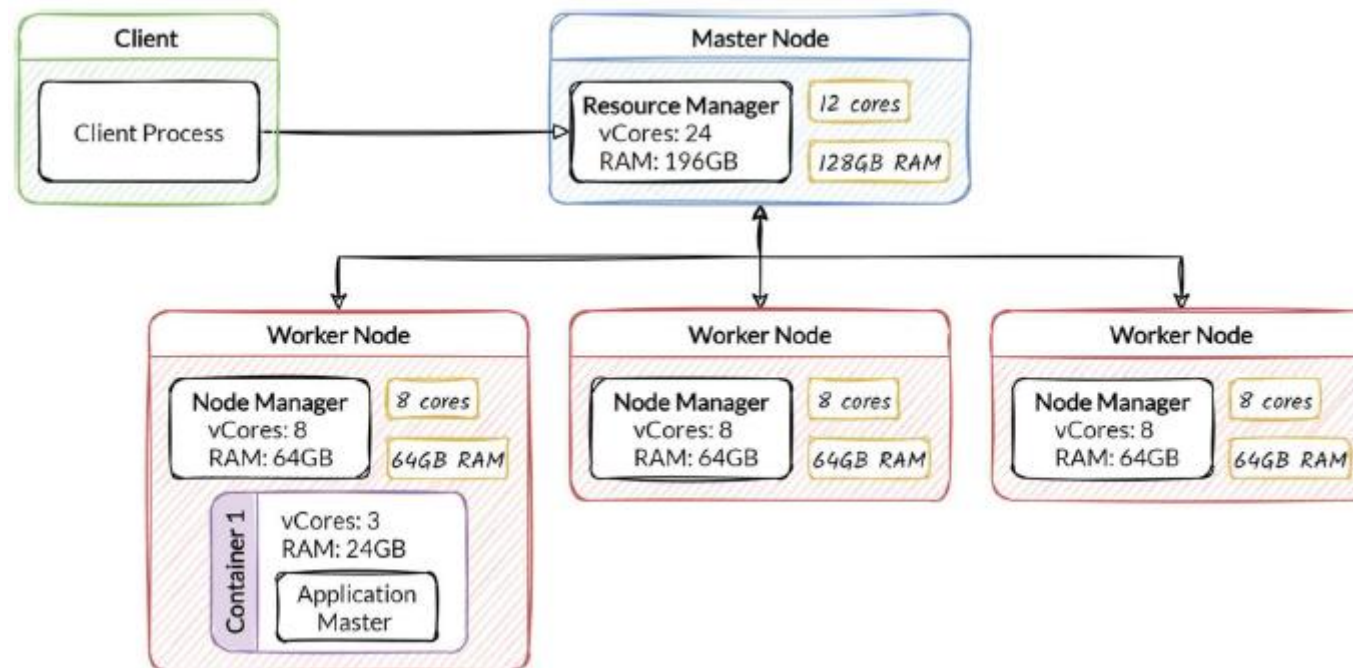 Client
Client Process
Master Node
Resource Manager
vCores: 24
RAM: 196GB
12 cores
128GB RAM
Worker Node
Node Manager
vCores: 8
RAM: 64GB
8 cores
64GB RAM
Container 1
vCores: 3
RAM: 24GB
Application
Master
Worker Node
Node Manager
vCores: 8
RAM: 64GB
8 cores
64GB RAM
Worker Node
Node Manager
vCores: 8
RAM: 64GB
8 cores
64GB RAM